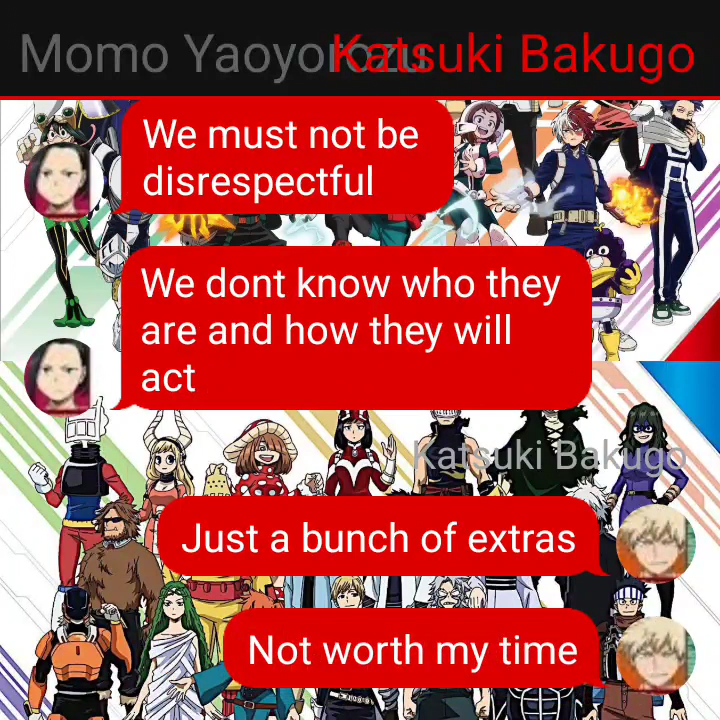 Momo Yaoyorozu
Katsuki Bakugo
We must not be
disrespectful
We dont know who they
are and how they will
act
Katsuki Bakugo
Just a bunch of extras
Not worth my time